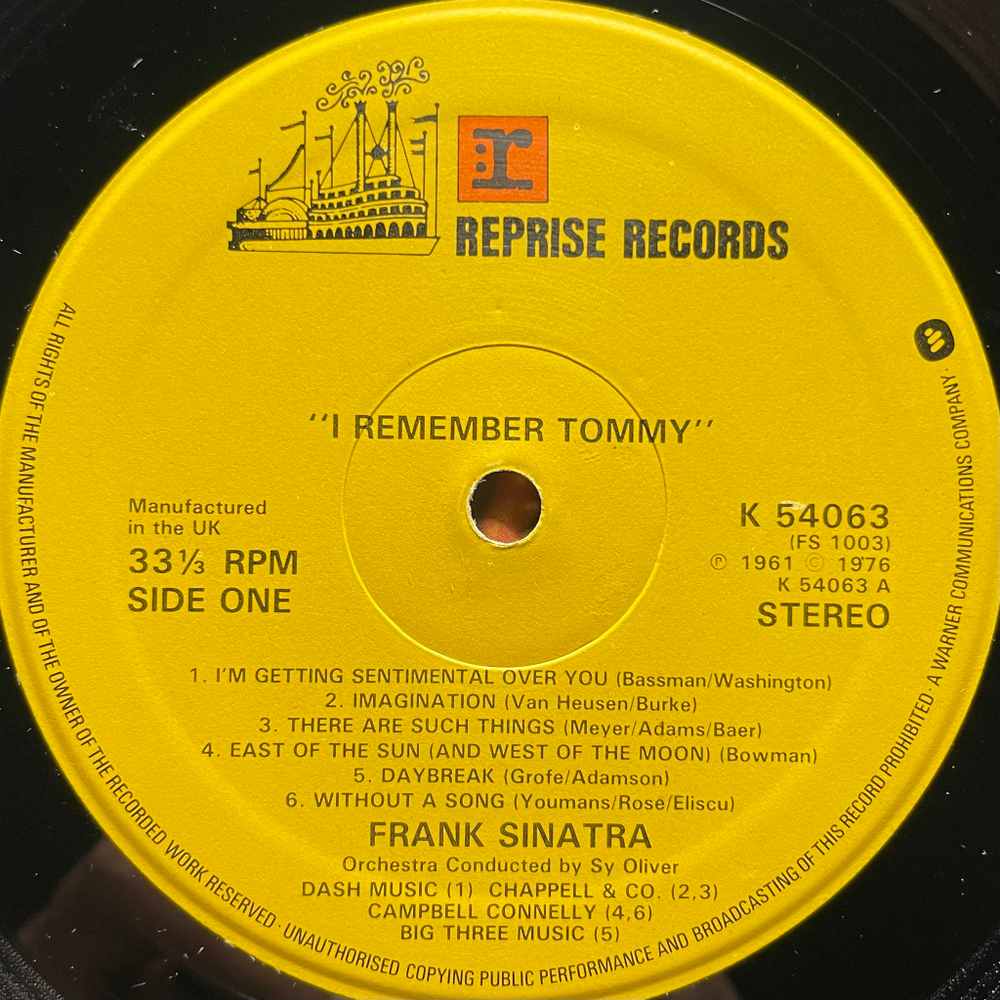 r
REPRISE RECORDS
''I REMEMBER TOMMY''
Manufactured
in the UK
33⅓ RPM
SIDE ONE
K 54063
(FS 1003)
℗ 1961 © 1976
K 54063 A
STEREO
1. I'M GETTING SENTIMENTAL OVER YOU (Bassman/Washington)
2. IMAGINATION (Van Heusen/Burke)
3. THERE ARE SUCH THINGS (Meyer/Adams/Baer)
4. EAST OF THE SUN (AND WEST OF THE MOON) (Bowman)
5. DAYBREAK (Grofe/Adamson)
6. WITHOUT A SONG (Youmans/Rose/Eliscu)
FRANK SINATRA
Orchestra Conducted by Sy Oliver
DASH MUSIC (1) CHAPPELL & CO. (2,3)
CAMPBELL CONNELLY (4,6)
BIG THREE MUSIC (5)
ALL RIGHTS OF THE MANUFACTURER AND OF THE OWNER OF THE RECORDED WORK RESERVED · UNAUTHORISED COPYING PUBLIC PERFORMANCE AND BROADCASTING OF THIS RECORD PROHIBITED · A WARNER COMMUNICATIONS COMPANY ·